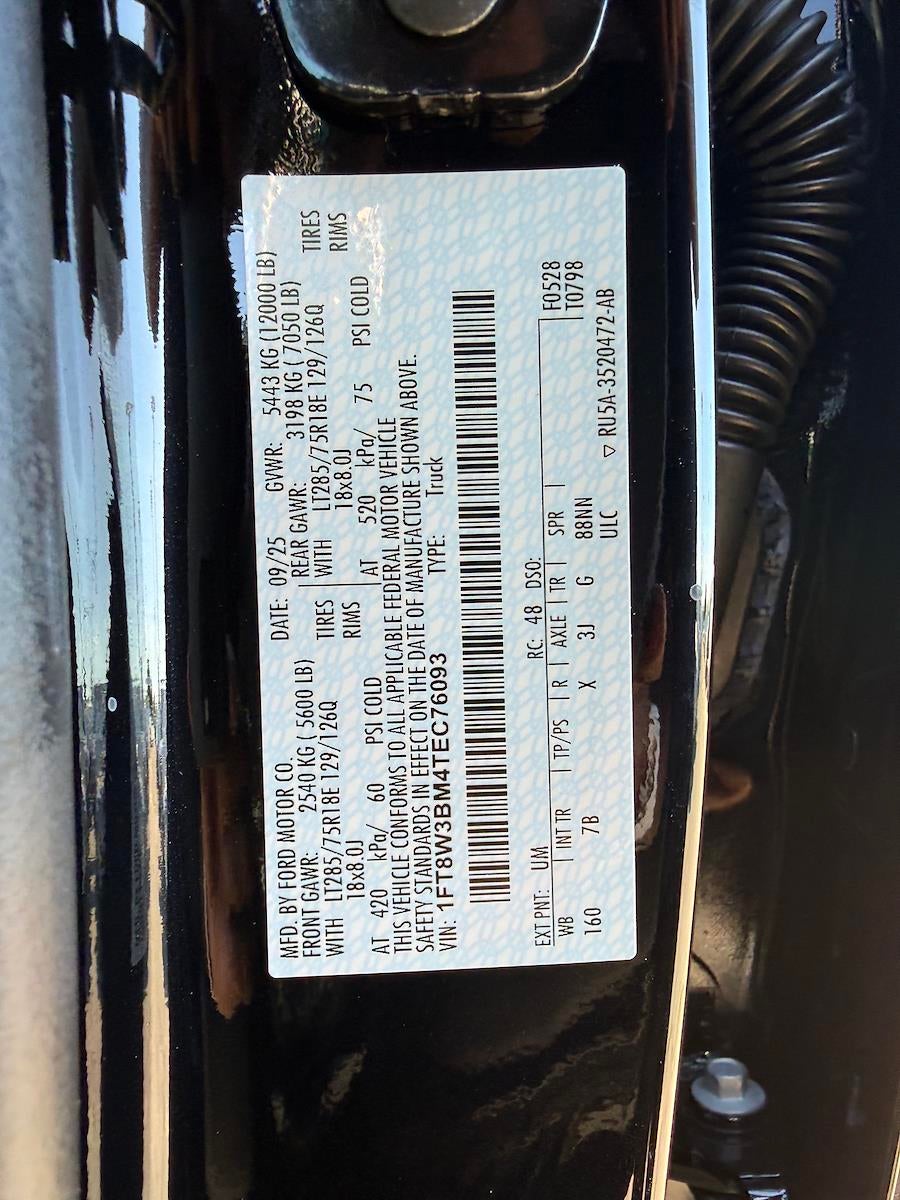 MFD. BY FORD MOTOR CO. DATE: 09/25 GVWR: 5443 KG (12000 LB)
FRONT GAWR: 2540 KG ( 5600 LB) REAR GAWR: 3198 KG ( 7050 LB)
WITH LT285/75R18E 129/126Q TIRES WITH LT285/75R18E 129/126Q TIRES
18x8.0J RIMS 18x8.0J RIMS
AT 420 kPa/ 60 PSI COLD AT 520 kPa/ 75 PSI COLD
THIS VEHICLE CONFORMS TO ALL APPLICABLE FEDERAL MOTOR VEHICLE
SAFETY STANDARDS IN EFFECT ON THE DATE OF MANUFACTURE SHOWN ABOVE.
VIN: 1FT8W3BM4TEC76093 TYPE: Truck
EXT PNT: UM RC: 48 DSO: F0528
WB INT TR TP/PS R AXLE TR SPR T0798
160 7B X 3J G 88NN
ULC ▽ RU5A-3520472-AB